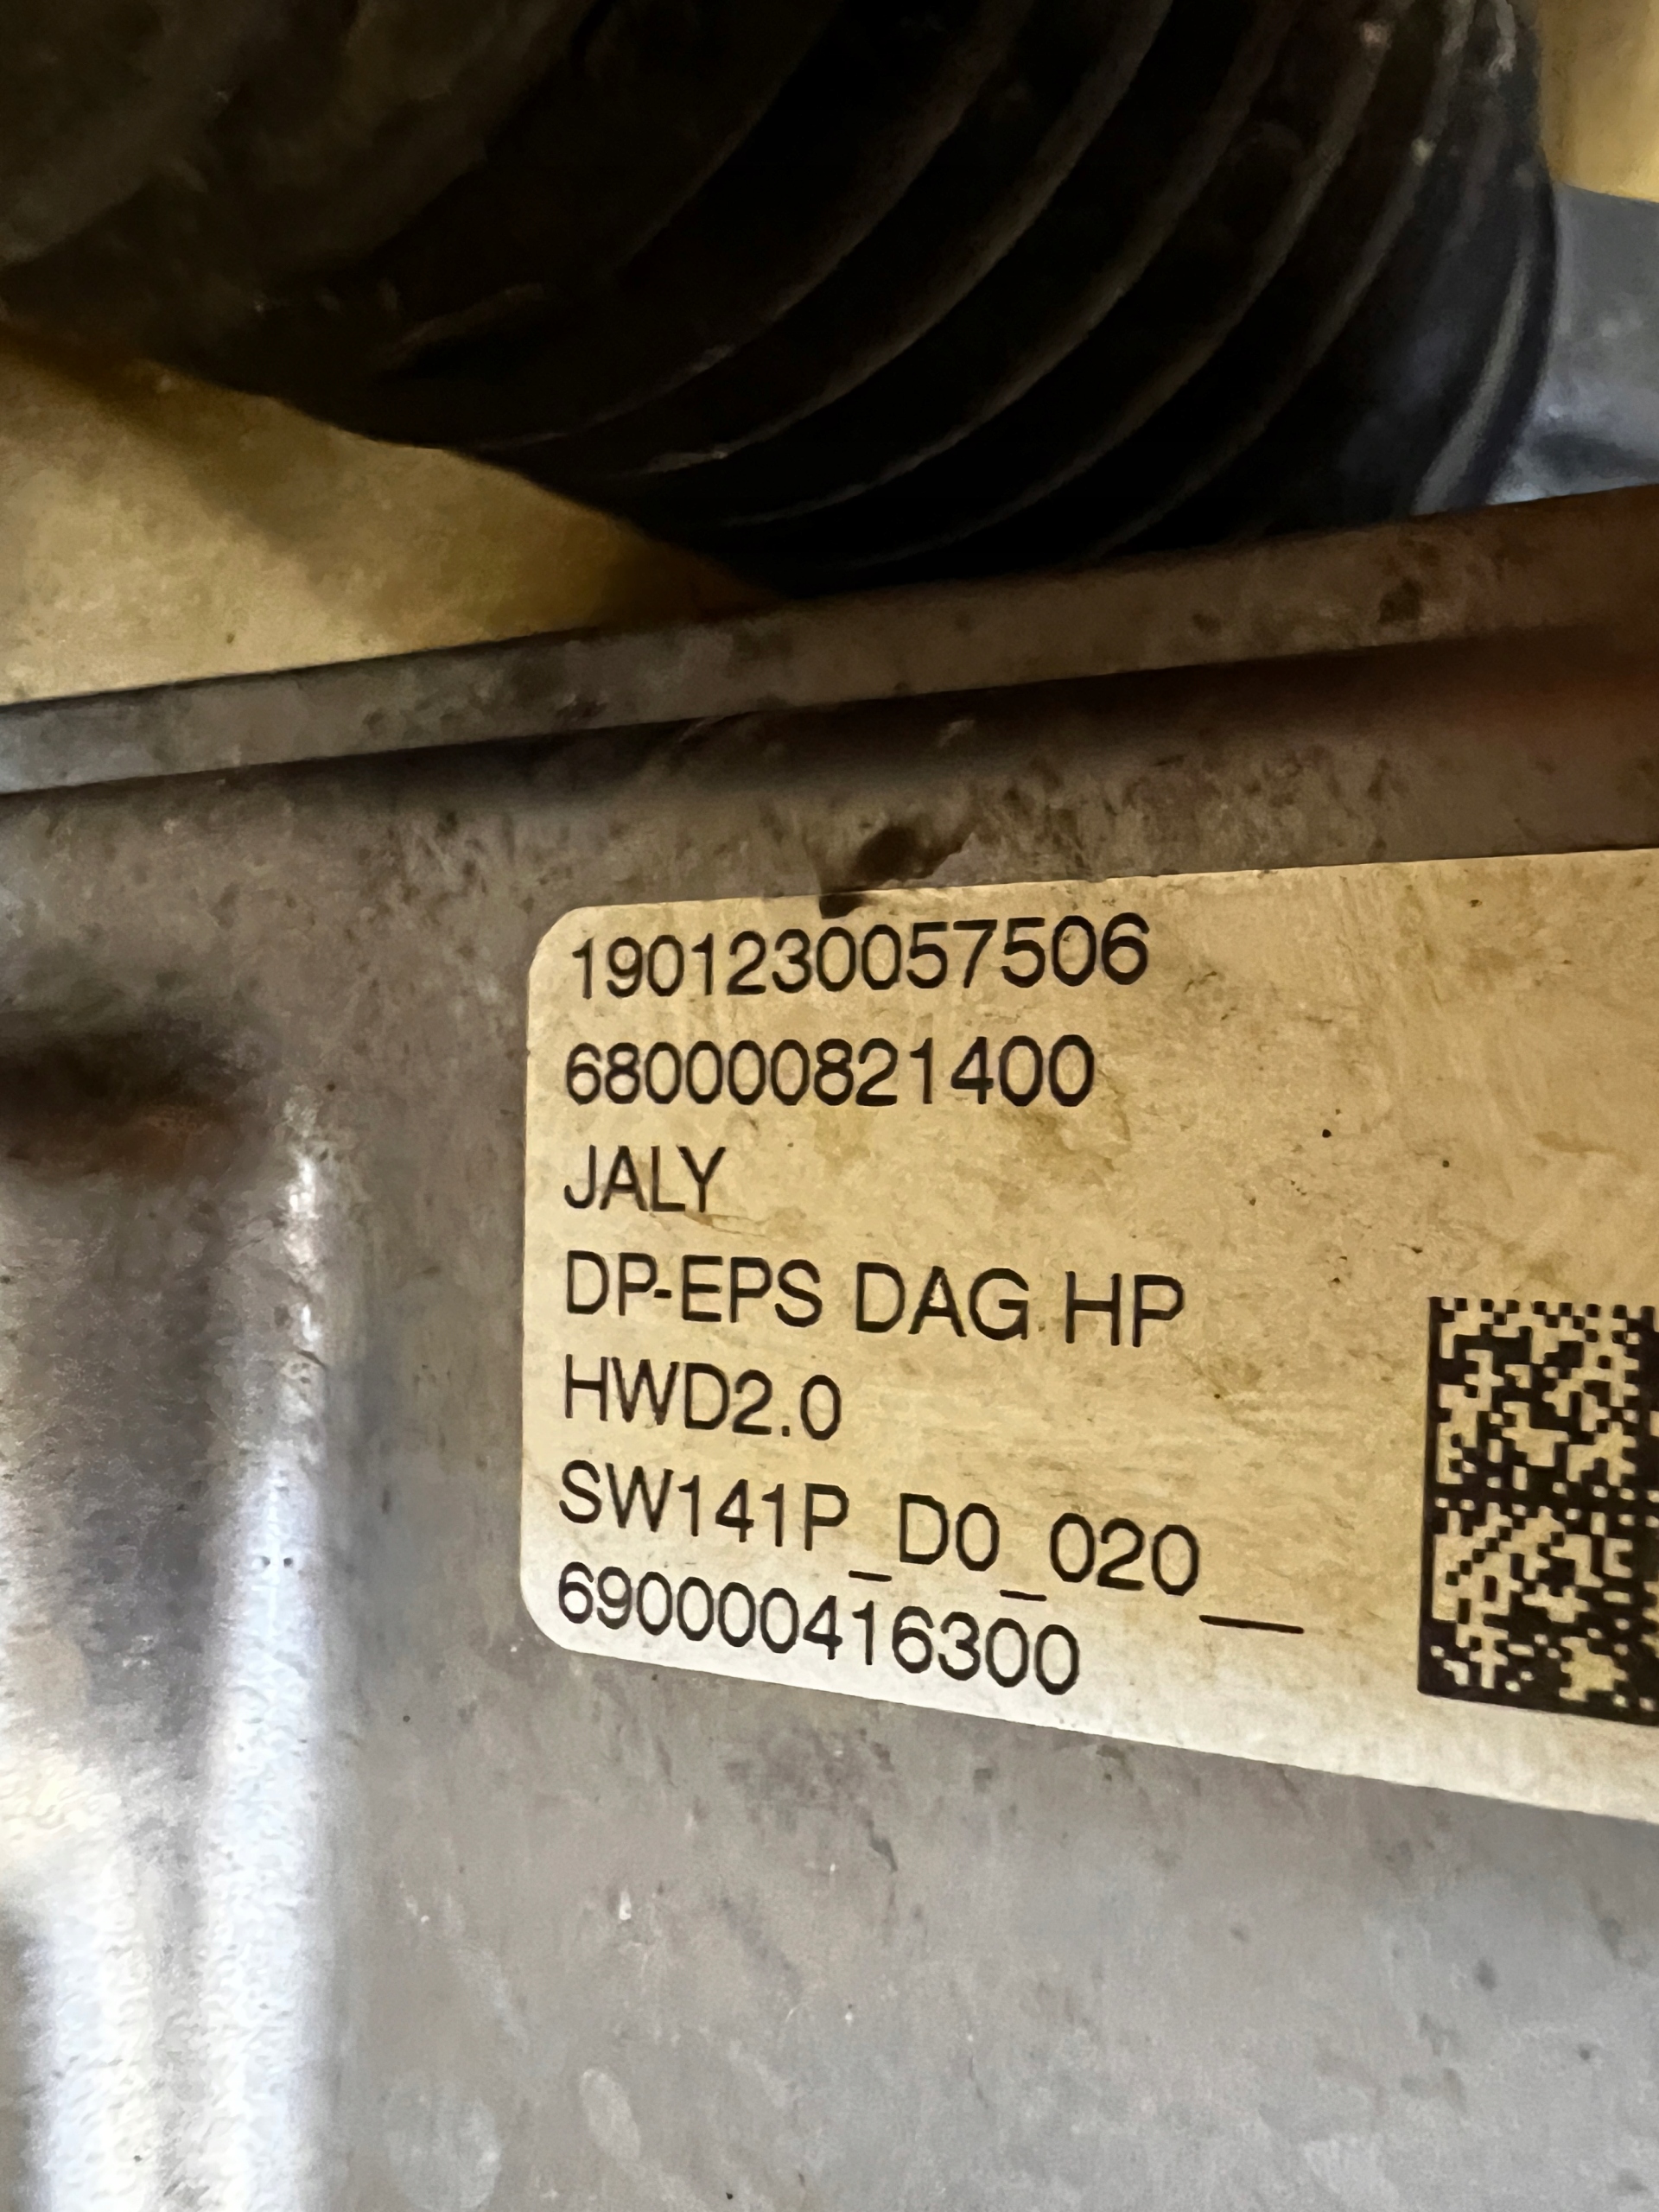 1901230057506
680000821400
JALY
DP-EPS DAG HP
HWD2.0
SW141P_D0_020__
690000416300